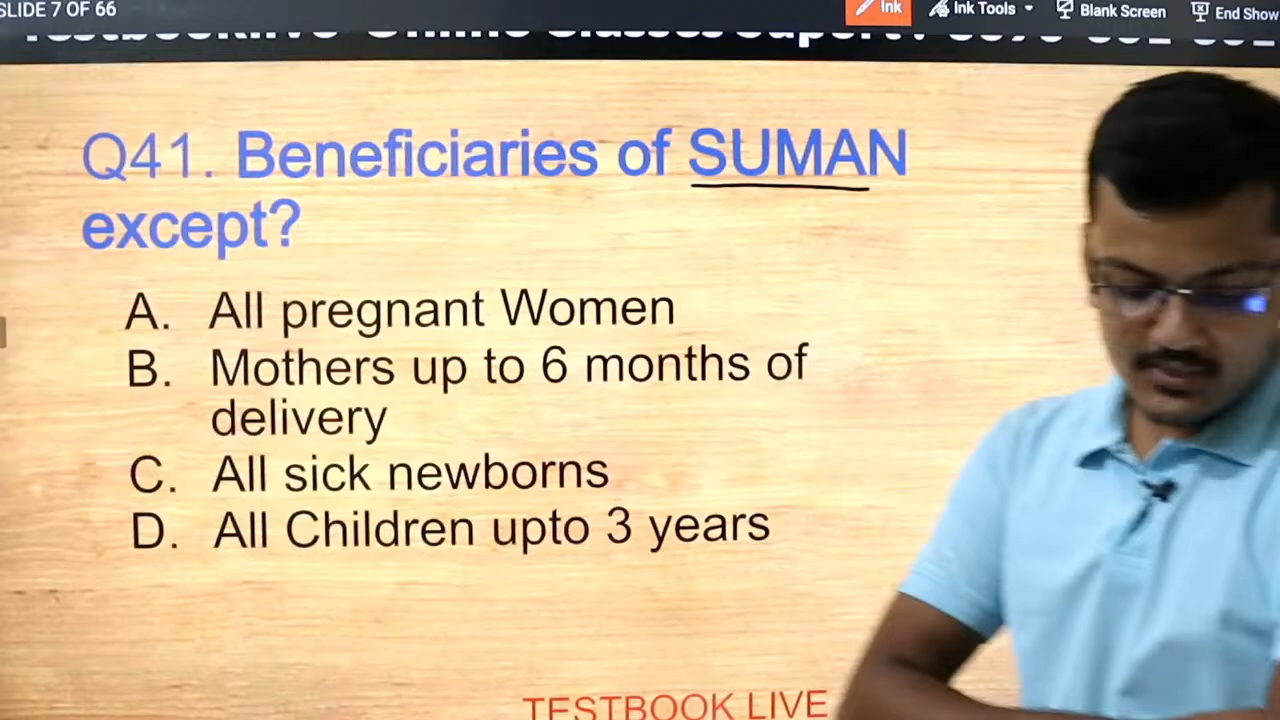 SLIDE 7 OF 66
Ink
Ink Tools
Blank Screen
End Show
Q41. Beneficiaries of SUMAN
except?
A. All pregnant Women
B. Mothers up to 6 months of
delivery
C. All sick newborns
D. All Children upto 3 years
TESTBOOK LIVE